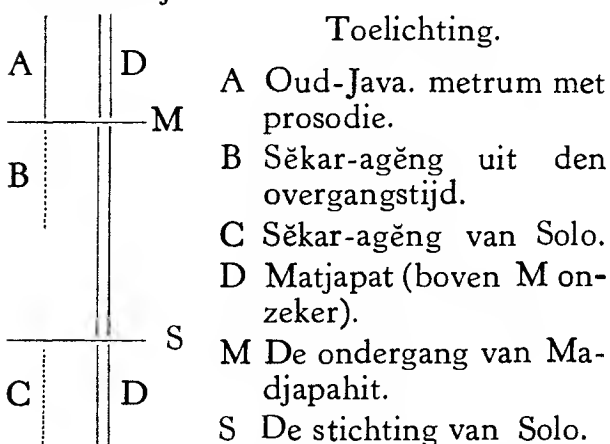 Toelichting.
A D
M
B
S
C D
A Oud-Java. metrum met
prosodie.
B Sĕkar-agĕng uit den
overgangstijd.
C Sĕkar-agĕng van Solo.
D Matjapat (boven M on-
zeker).
M De ondergang van Ma-
djapahit.
S De stichting van Solo.